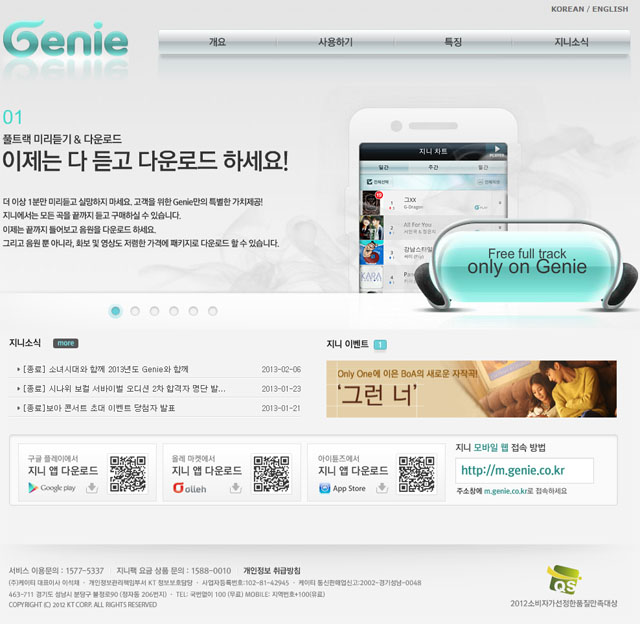 KOREAN / ENGLISH
Genie
개요
사용하기
특징
지니소식
01
풀트랙 미리듣기 & 다운로드
이제는 다 듣고 다운로드 하세요!
더 이상 1분만 미리듣고 실망하지 마세요. 고객을 위한 Genie만의 특별한 가치제공!
지니에서는 모든 곡을 끝까지 듣고 구매하실 수 있습니다.
이제는 끝까지 들어보고 음원을 다운로드 하세요.
그리고 음원 뿐 아니라, 화보 및 영상도 저렴한 가격에 패키지로 다운로드 할 수 있습니다.
지니 차트
PLAYER
일간
주간
월간
전체선택
19
1
그XX
G-Dragon
2
All For You
3
강남스타일
KARA
4
Free full track
only on Genie
지니소식
more
[종료] 소녀시대와 함께 2013년도 Genie와 함께
2013-02-06
[종료] 시나위 보컬 서바이벌 오디션 2차 합격자 명단 발...
2013-01-23
[종료]보아 콘서트 초대 이벤트 당첨자 발표
2013-01-21
지니 이벤트 1
Only One에 이은 BoA의 새로운 자작곡!
‘그런 너’
구글 플레이에서
지니 앱 다운로드
Google play
올레 마켓에서
지니 앱 다운로드
olleh
아이튠즈에서
지니 앱 다운로드
App Store
지니 모바일 웹 접속 방법
http://m.genie.co.kr
주소창에 m.genie.co.kr로 접속하세요
서비스 이용문의 : 1577-5337
지니팩 요금 상품 문의 : 1588-0010
개인정보 취급방침
(주)케이티 대표이사 이석채 · 개인정보관리책임부서 KT 정보보호담당 · 사업자등록번호:102-81-42945 · 케이티 통신판매업신고:2002-경기성남-0048
463-711 경기도 성남시 분당구 불정로90 (정자동 206번지) · TEL: 국번없이 100 (무료) MOBILE: 지역번호+100(유료)
COPYRIGHT (C) 2012 KT CORP. ALL RIGHTS RESERVED
QS
2012소비자가선정한품질만족대상